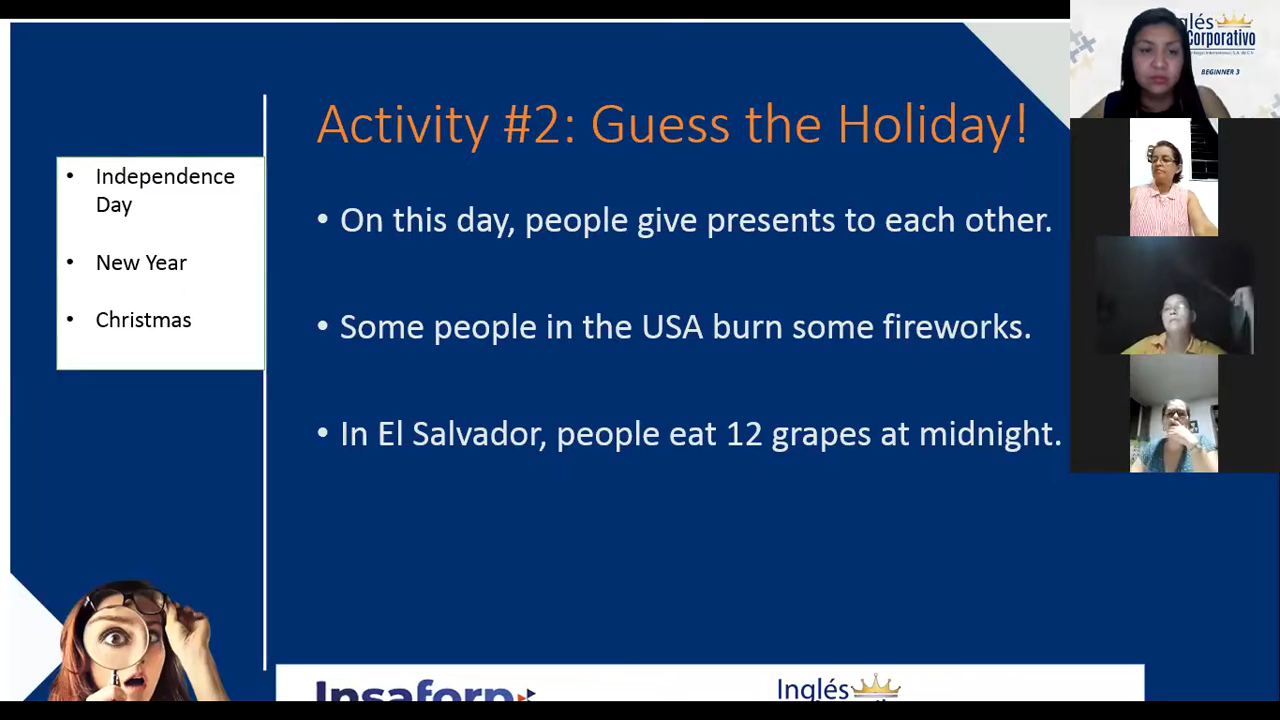 Activity #2: Guess the Holiday!
• Independence
Day
• New Year
• Christmas
• On this day, people give presents to each other.
• Some people in the USA burn some fireworks.
• In El Salvador, people eat 12 grapes at midnight.
Insaforp
Inglés
glés
Corporativo
BEGINNER 3